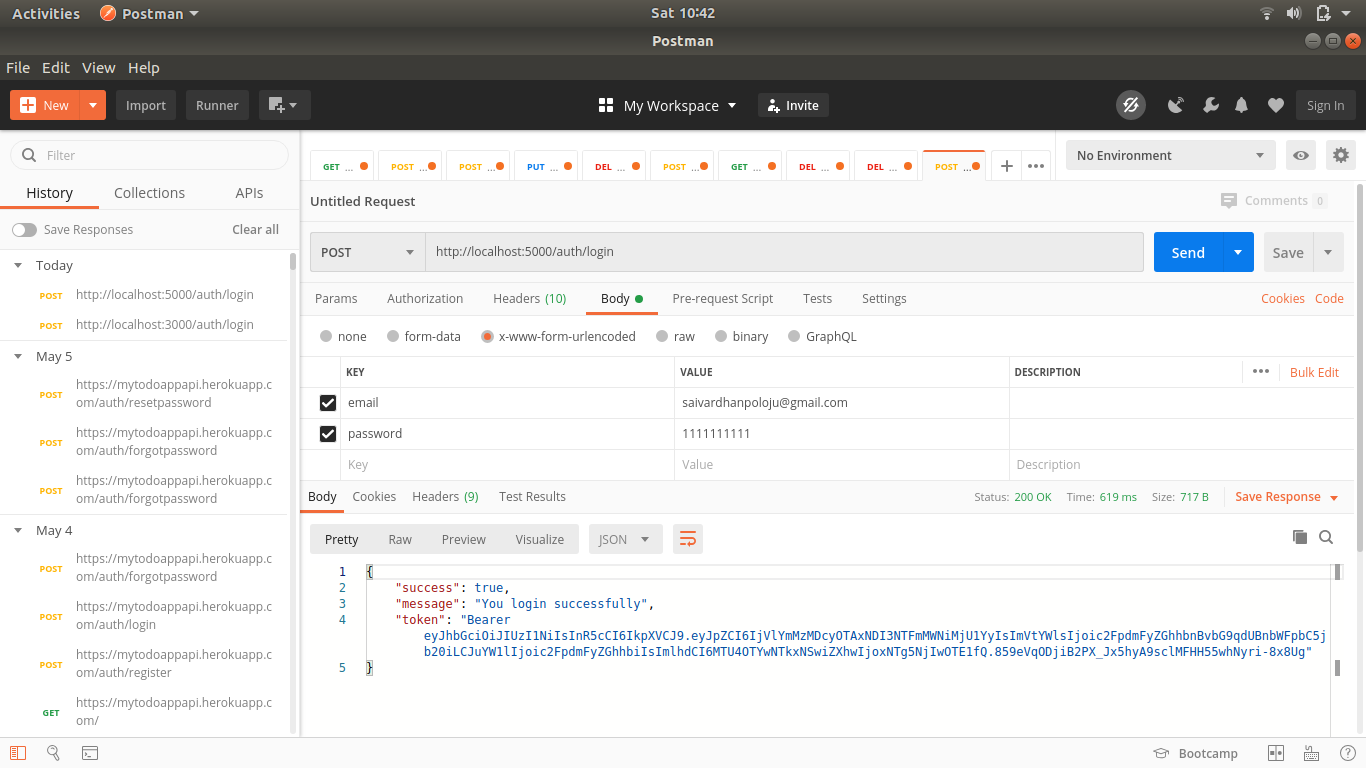 Activities Postman Sat 10:42
Postman
File Edit View Help
New Import Runner My Workspace Invite Sign In
Filter
History Collections APIs
Save Responses Clear all
Today
POST http://localhost:5000/auth/login
POST http://localhost:3000/auth/login
May 5
POST https://mytodoappapi.herokuapp.c
om/auth/resetpassword
POST https://mytodoappapi.herokuapp.c
om/auth/forgotpassword
POST https://mytodoappapi.herokuapp.c
om/auth/forgotpassword
May 4
POST https://mytodoappapi.herokuapp.c
om/auth/forgotpassword
POST https://mytodoappapi.herokuapp.c
om/auth/login
POST https://mytodoappapi.herokuapp.c
om/auth/register
GET https://mytodoappapi.herokuapp.c
om/
GET ... POST ... POST ... PUT ... DEL ... POST ... GET ... DEL ... DEL ... POST ... No Environment
Untitled Request Comments 0
POST http://localhost:5000/auth/login Send Save
Params Authorization Headers (10) Body Pre-request Script Tests Settings Cookies Code
none form-data x-www-form-urlencoded raw binary GraphQL
KEY VALUE DESCRIPTION Bulk Edit
email saivardhanpoloju@gmail.com
password 1111111111
Key Value Description
Body Cookies Headers (9) Test Results Status: 200 OK Time: 619 ms Size: 717 B Save Response
Pretty Raw Preview Visualize JSON
1 {
2 "success": true,
3 "message": "You login successfully",
4 "token": "Bearer
eyJhbGciOiJIUzI1NiIsInR5cCI6IkpXVCJ9.eyJpZCI6IjVlYmMzMDcyOTAxNDI3NTFmMWNiMjU1YyIsImVtYWlsIjoic2FpdmFyZGhhbnBvbG9qdUBnbWFpbC5j
b20iLCJuYW1lIjoic2FpdmFyZGhhbiIsImlhdCI6MTU4OTYwNTkxNSwiZXhwIjoxNTg5NjIwOTE1fQ.859eVqODjiB2PX_Jx5hyA9sclMFHH55whNyri-8x8Ug"
5 }
Bootcamp